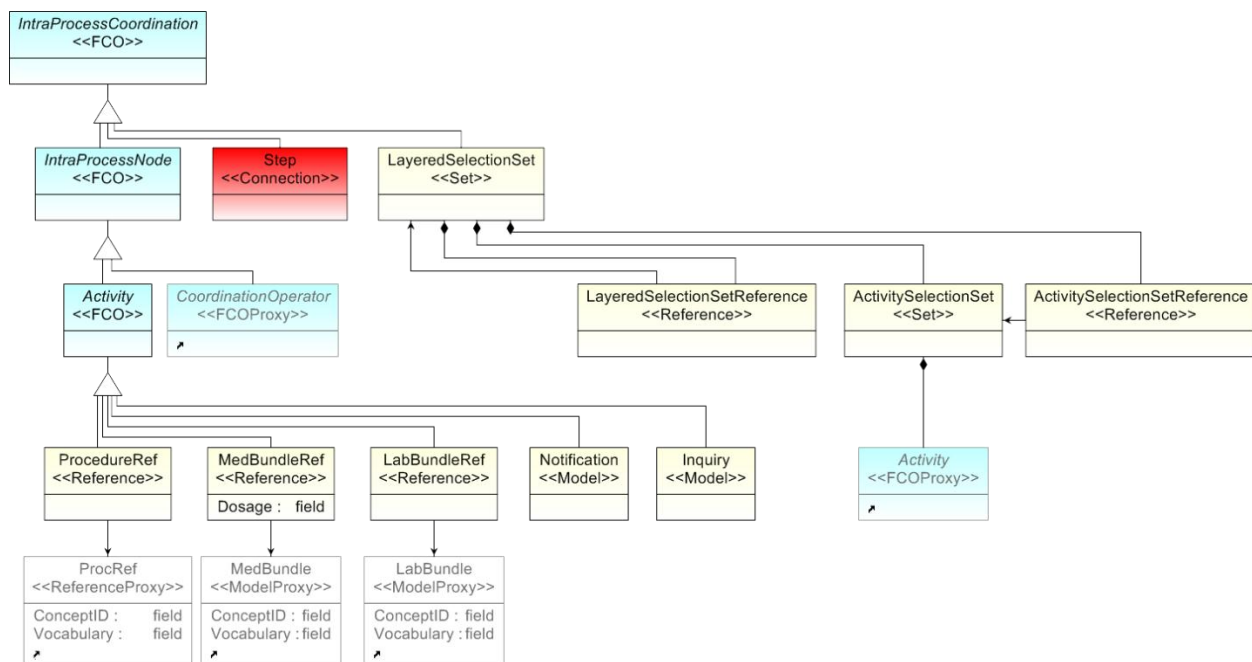 IntraProcessCoordination
<<FCO>>
IntraProcessNode
<<FCO>>
Step
<<Connection>>
LayeredSelectionSet
<<Set>>
Activity
<<FCO>>
CoordinationOperator
<<FCOProxy>>
LayeredSelectionSetReference
<<Reference>>
ActivitySelectionSet
<<Set>>
ActivitySelectionSetReference
<<Reference>>
ProcedureRef
<<Reference>>
MedBundleRef
<<Reference>>
Dosage : field
LabBundleRef
<<Reference>>
Notification
<<Model>>
Inquiry
<<Model>>
Activity
<<FCOProxy>>
ProcRef
<<ReferenceProxy>>
ConceptID : field
Vocabulary : field
MedBundle
<<ModelProxy>>
ConceptID : field
Vocabulary : field
LabBundle
<<ModelProxy>>
ConceptID : field
Vocabulary : field